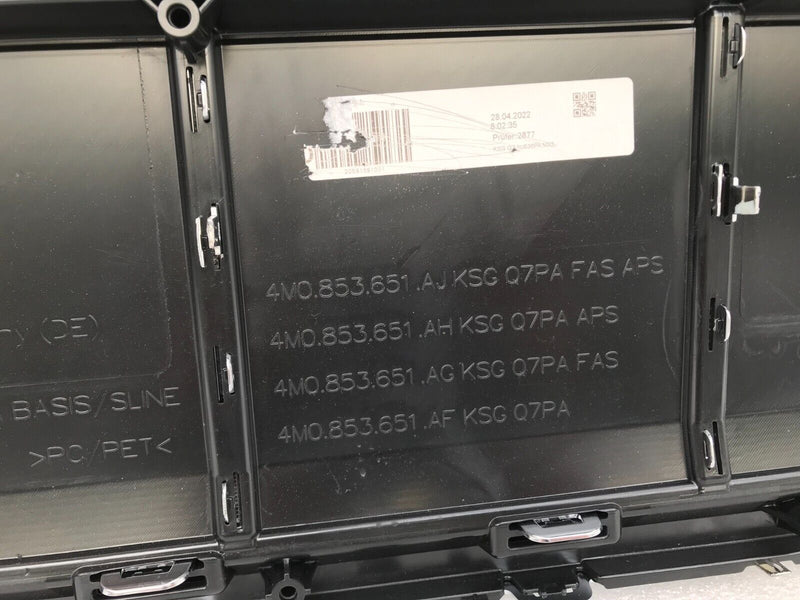 28.04.2022
8:02:35
Prüfer:2877
4M0.853.651 .AJ KSG Q7PA FAS APS
4M0.853.651 .AH KSG Q7PA APS
4M0.853.651 .AG KSG Q7PA FAS
4M0.853.651 .AF KSG Q7PA
(DE)
BASIS/SLINE
>PC/PET<